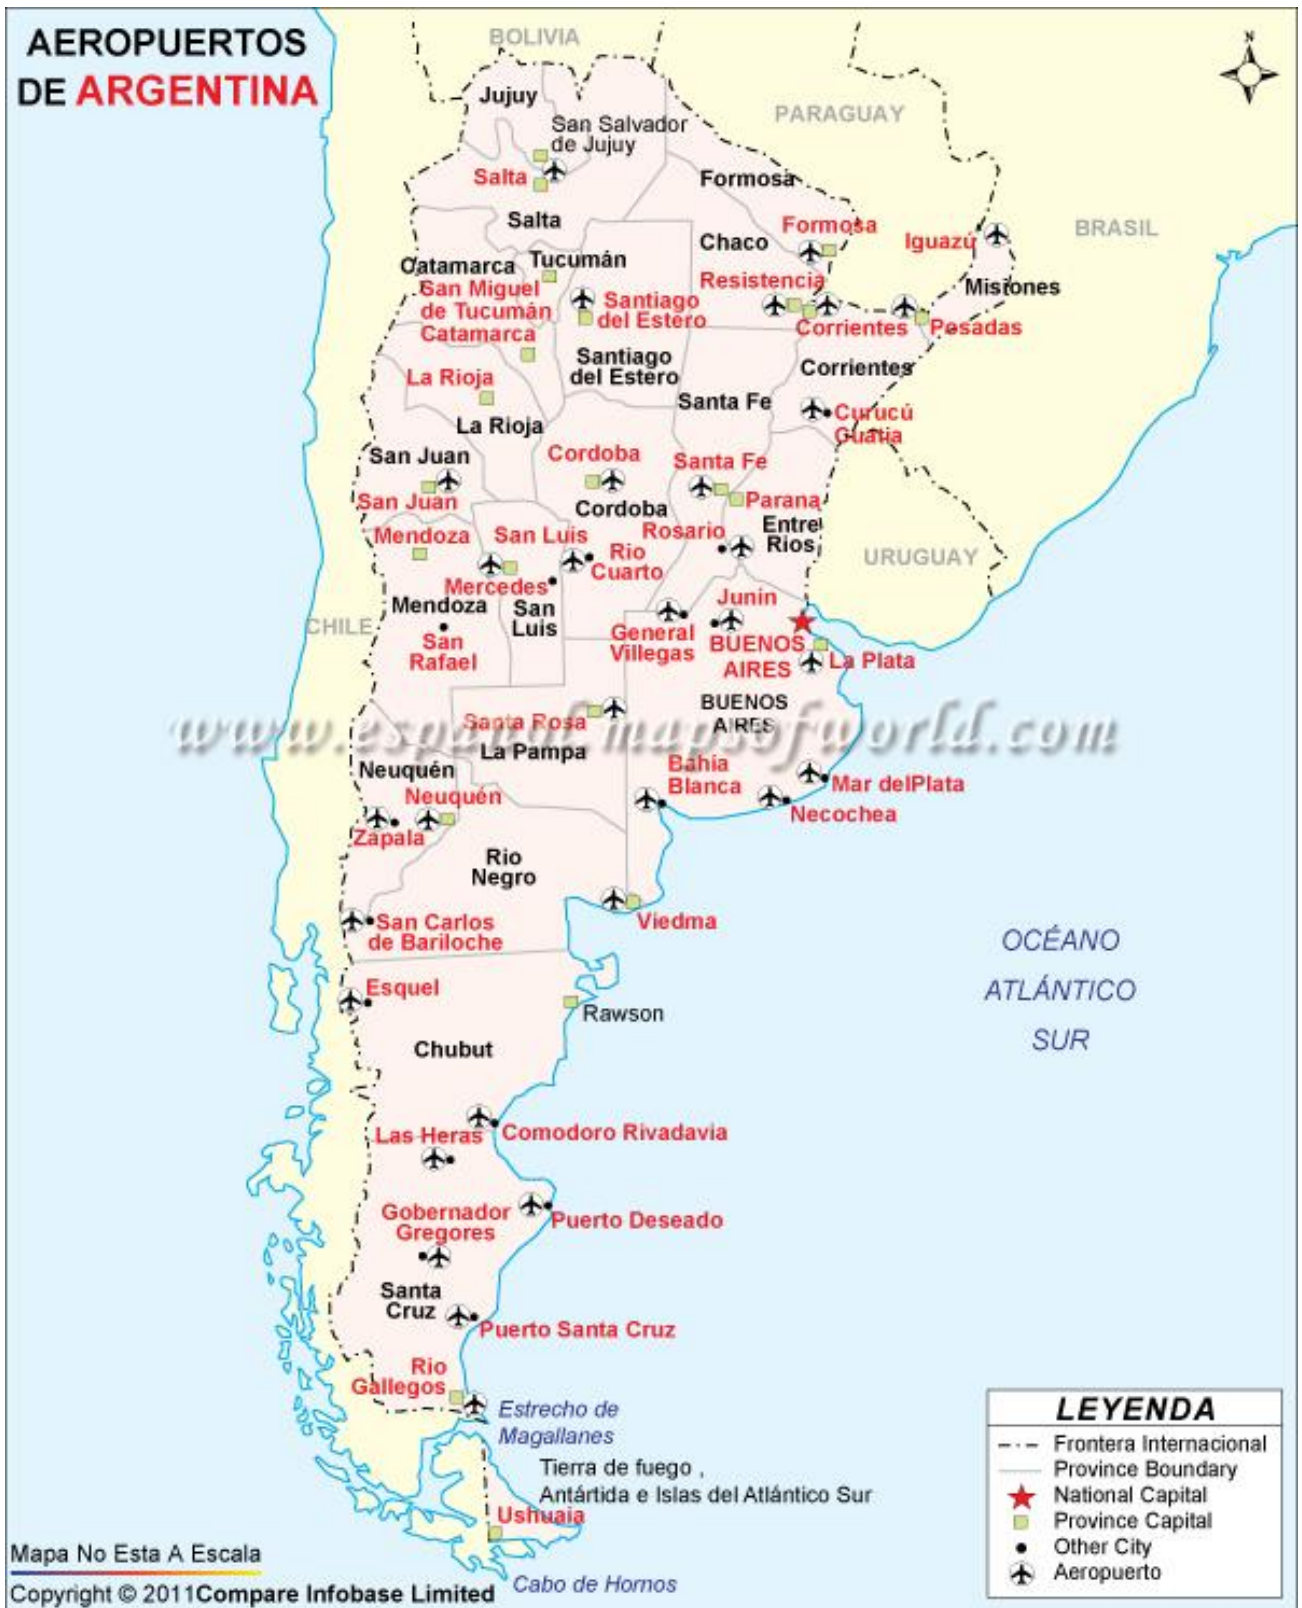 AEROPUERTOS
DE ARGENTINA
BOLIVIA
N
Jujuy
PARAGUAY
San Salvador
de Jujuy
Salta
Formosa
Salta
Formosa
BRASIL
Iguazú
Chaco
Catamarca
Tucumán
Resistencia
Misiones
San Miguel
de Tucumán
Santiago
del Estero
Catamarca
Corrientes
Posadas
Santiago
del Estero
Corrientes
La Rioja
Santa Fe
Curucú
Guatia
La Rioja
San Juan
Cordoba
Santa Fe
San Juan
Cordoba
Parana
Mendoza
San Luis
Rosario
Entre
Rios
Rio
Cuarto
URUGUAY
Mercedes
Mendoza
San
Luis
Junin
CHILE
San
Rafael
General
Villegas
BUENOS
AIRES
La Plata
Santa Rosa
BUENOS
AIRES
www.espanol.mapsofworld.com
La Pampa
Neuquén
Bahia
Blanca
Mar delPlata
Neuquén
Necochea
Zapala
Rio
Negro
San Carlos
de Bariloche
Viedma
OCÉANO
ATLÁNTICO
SUR
Esquel
Rawson
Chubut
Las Heras
Comodoro Rivadavia
Gobernador
Gregores
Puerto Deseado
Santa
Cruz
Puerto Santa Cruz
Rio
Gallegos
Estrecho de
Magallanes
Tierra de fuego ,
Antártida e Islas del Atlántico Sur
Ushuaia
Cabo de Hornos
LEYENDA
Frontera Internacional
Province Boundary
National Capital
Province Capital
Other City
Aeropuerto
Mapa No Esta A Escala
Copyright © 2011Compare Infobase Limited